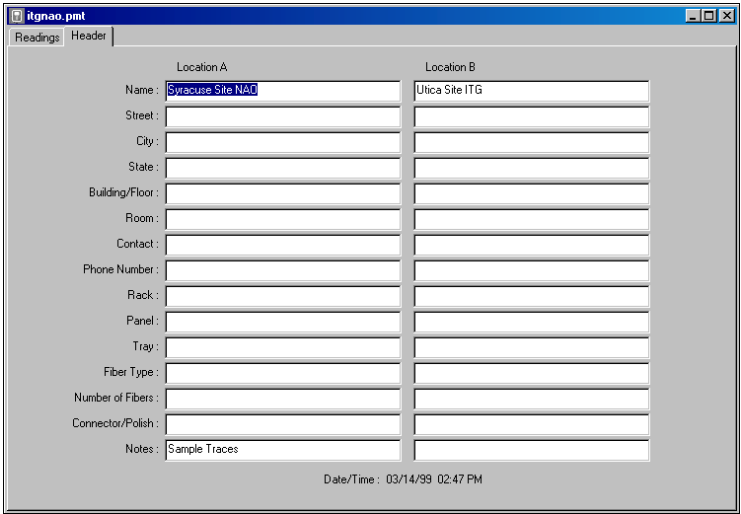 itgnao.pmt
Readings Header
Location A Location B
Name : Syracuse Site NAO Utica Site ITG
Street :
City :
State :
Building/Floor :
Room :
Contact :
Phone Number :
Rack :
Panel :
Tray :
Fiber Type :
Number of Fibers :
Connector/Polish :
Notes : Sample Traces
Date/Time : 03/14/99 02:47 PM